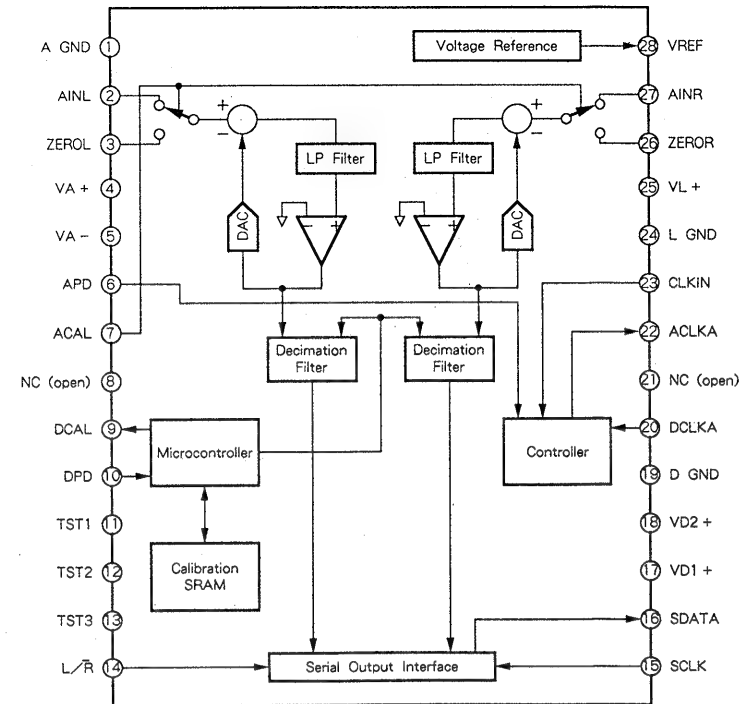 A GND 1
AINL 2
ZEROL 3
VA + 4
VA − 5
APD 6
ACAL 7
NC (open) 8
DCAL 9
DPD 10
TST1 11
TST2 12
TST3 13
L/R̅ 14
Voltage Reference
+
−
+
−
LP Filter
LP Filter
DAC
− +
− +
DAC
Decimation
Filter
Decimation
Filter
Microcontroller
Controller
Calibration
SRAM
Serial Output Interface
28 VREF
27 AINR
26 ZEROR
25 VL +
24 L GND
23 CLKiN
22 ACLKA
21 NC (open)
20 DCLKA
19 D GND
18 VD2 +
17 VD1 +
16 SDATA
15 SCLK